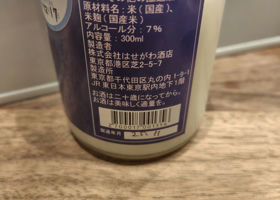 原材料名：米（国産）、
米麹（国産米）
アルコール分：7%
内容量：300ml
製造者
株式会社はせがわ酒店
東京都港区芝2-5-7
製造所
東京都千代田区丸の内1-9-1
JR東日本東京駅内地下1階
お酒は二十歳になってから。
お酒は美味しく適量を。
製造年月